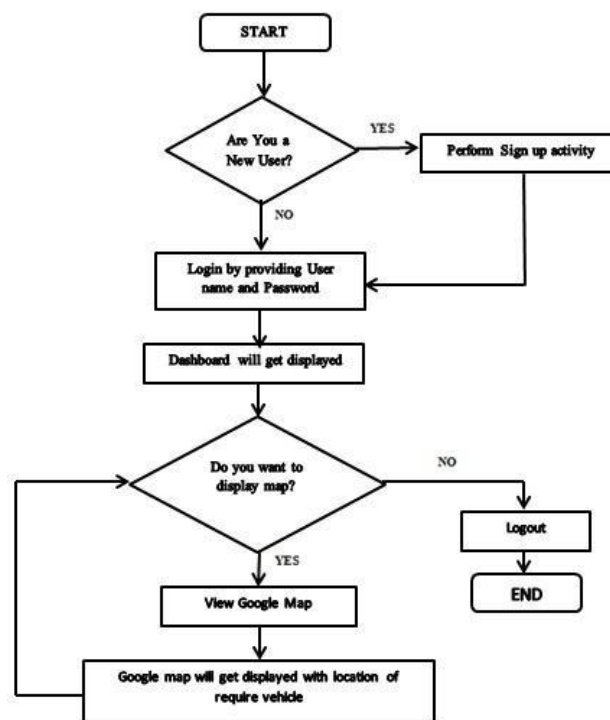 START
Are You a
New User?
YES
Perform Sign up activity
NO
Login by providing User
name and Password
Dashboard will get displayed
Do you want to
display map?
NO
Logout
YES
END
View Google Map
Google map will get displayed with location of
require vehicle